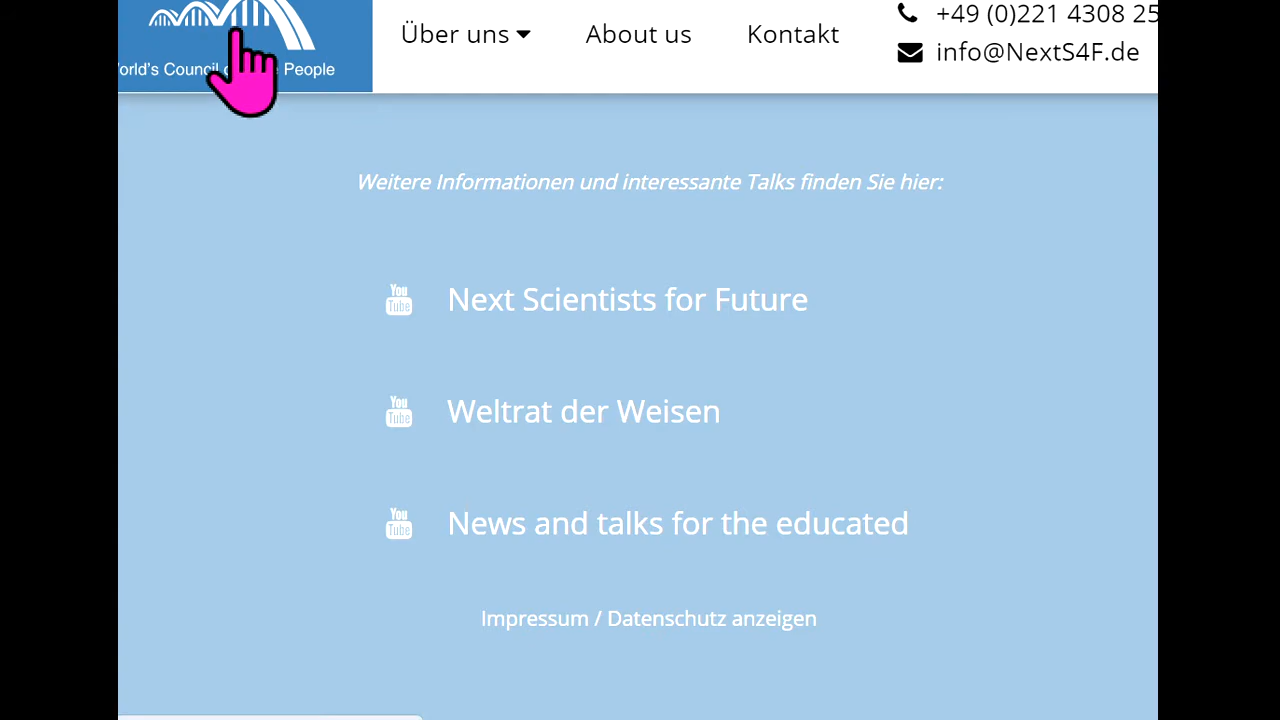 Über uns
About us
Kontakt
+49 (0)221 4308 25
info@NextS4F.de
World's Council People
Weitere Informationen und interessante Talks finden Sie hier:
You Tube Next Scientists for Future
You Tube Weltrat der Weisen
You Tube News and talks for the educated
Impressum / Datenschutz anzeigen